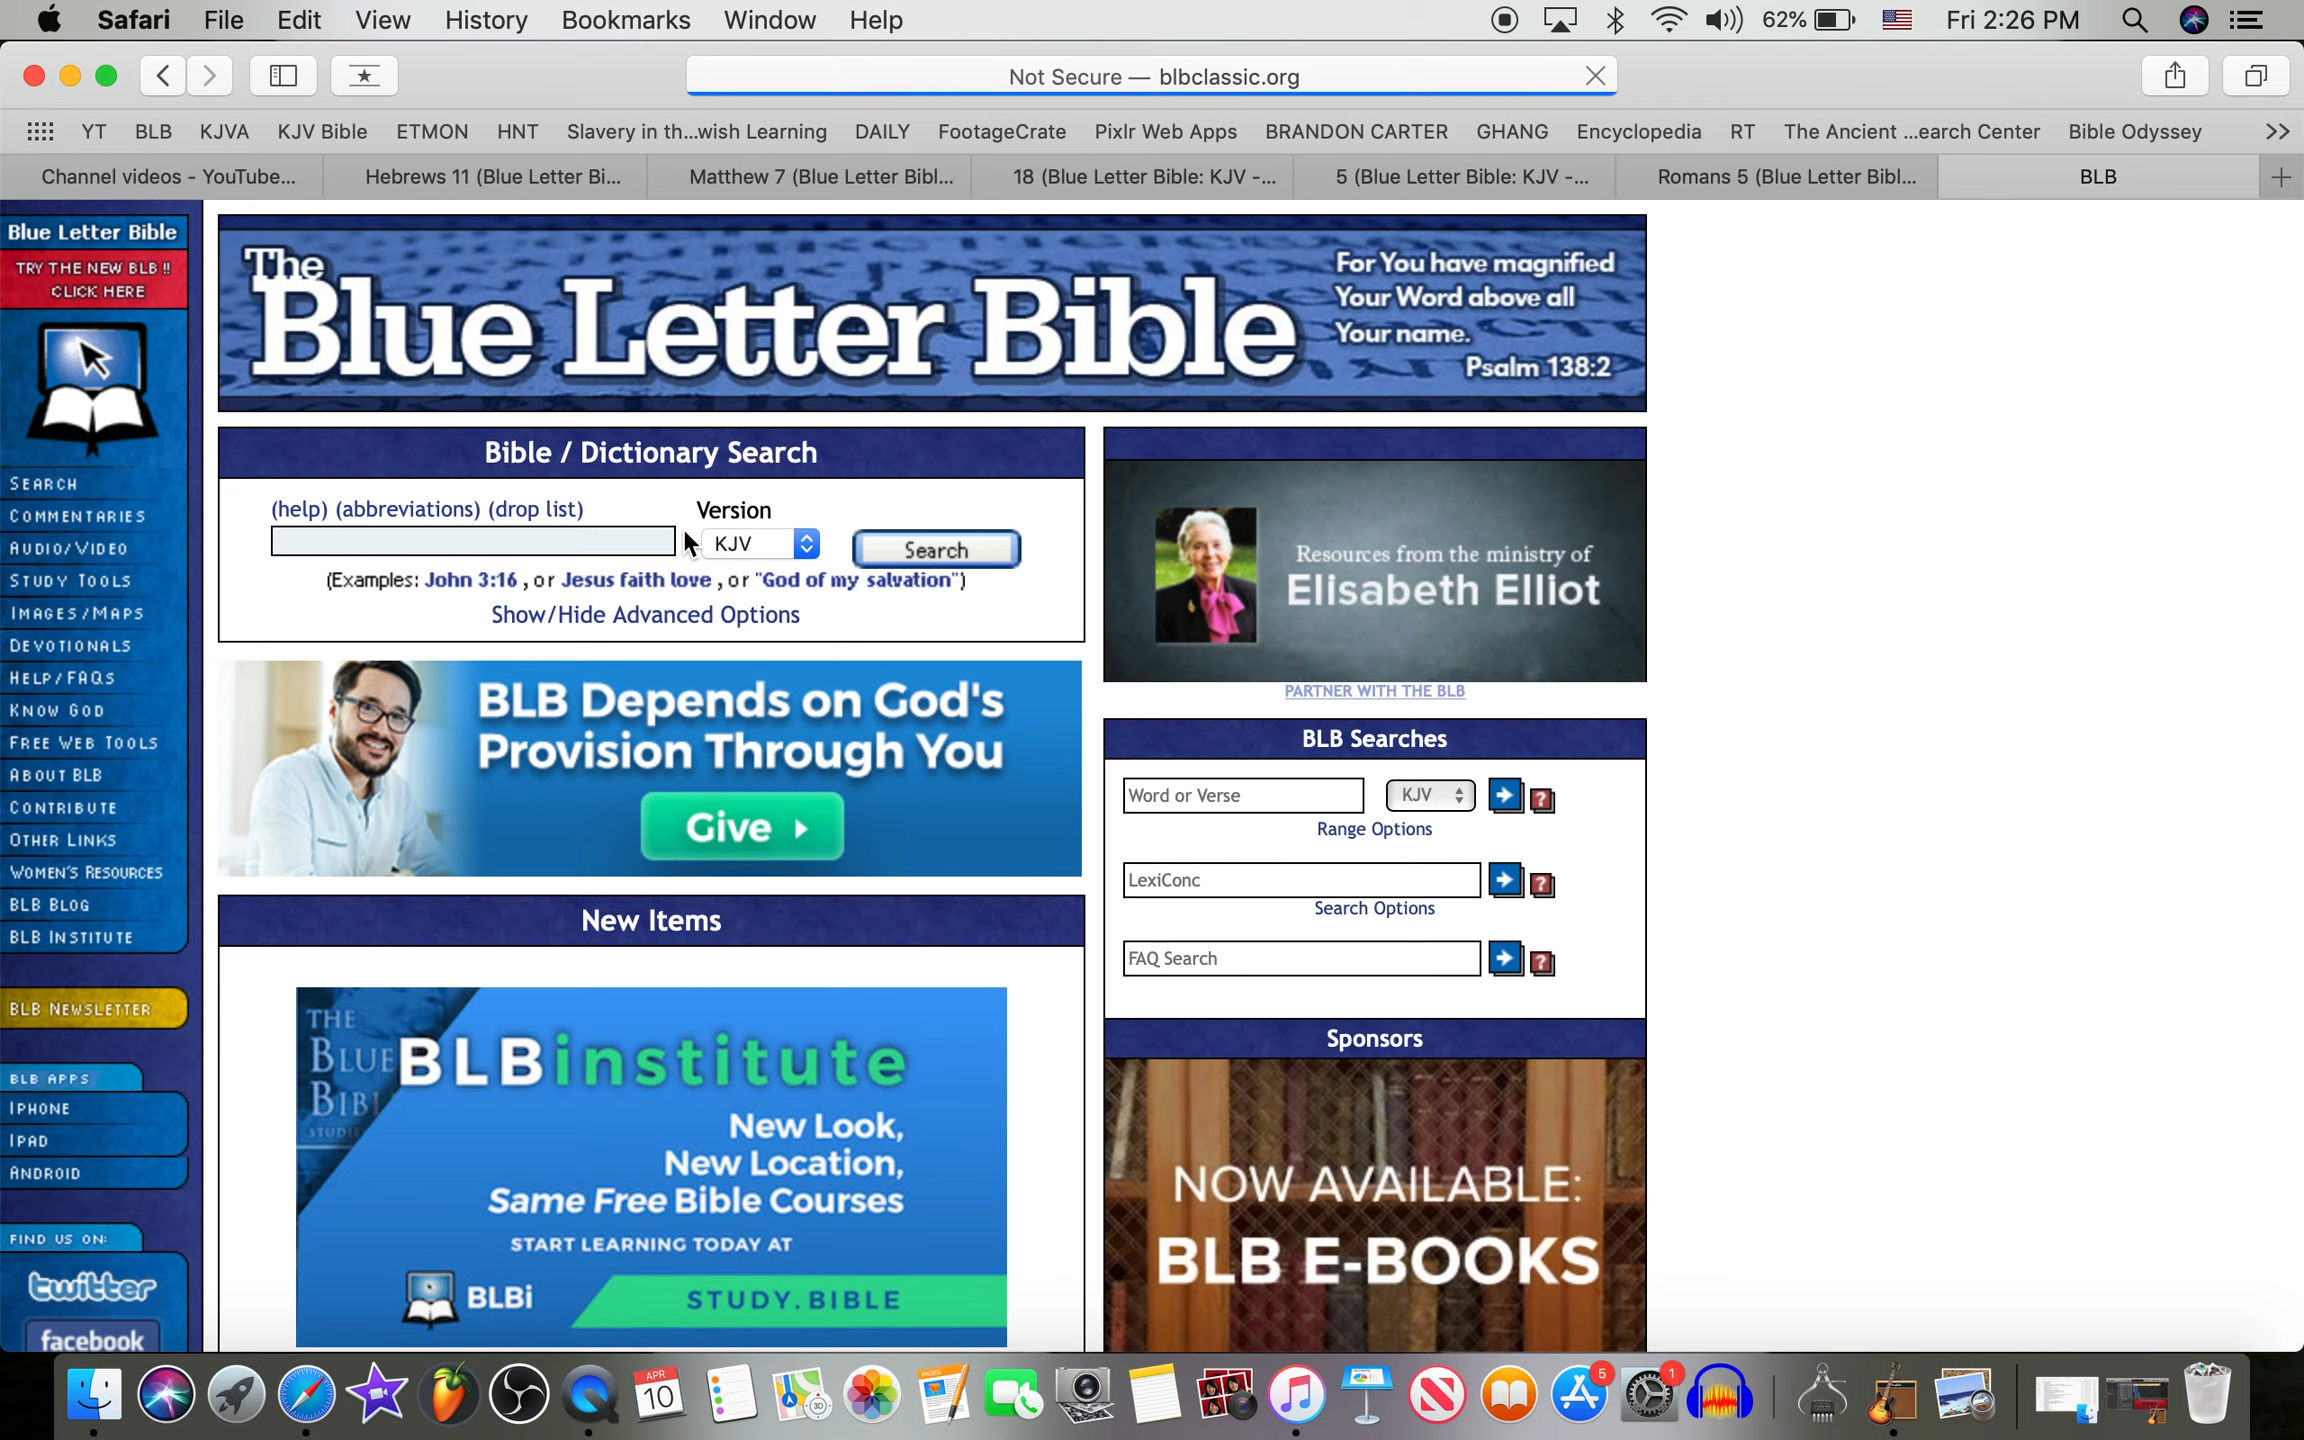 Safari File Edit View History Bookmarks Window Help 62% Fri 2:26 PM
Not Secure — blbclassic.org
YT BLB KJVA KJV Bible ETMON HNT Slavery in th...wish Learning DAILY FootageCrate Pixlr Web Apps BRANDON CARTER GHANG Encyclopedia RT The Ancient ...earch Center Bible Odyssey
Channel videos - YouTube... Hebrews 11 (Blue Letter Bi... Matthew 7 (Blue Letter Bibl... 18 (Blue Letter Bible: KJV -... 5 (Blue Letter Bible: KJV -... Romans 5 (Blue Letter Bibl... BLB
Blue Letter Bible
TRY THE NEW BLB !!
CLICK HERE
SEARCH
COMMENTARIES
AUDIO/VIDEO
STUDY TOOLS
IMAGES/MAPS
DEVOTIONALS
HELP/FAQS
KNOW GOD
FREE WEB TOOLS
ABOUT BLB
CONTRIBUTE
OTHER LINKS
WOMEN'S RESOURCES
BLB BLOG
BLB INSTITUTE
BLB NEWSLETTER
BLB APPS
IPHONE
IPAD
ANDROID
FIND US ON:
twitter
facebook
The
Blue Letter Bible
For You have magnified
Your Word above all
Your name.
Psalm 138:2
Bible / Dictionary Search
(help) (abbreviations) (drop list) Version
KJV Search
(Examples: John 3:16 , or Jesus faith love , or "God of my salvation")
Show/Hide Advanced Options
BLB Depends on God's
Provision Through You
Give
New Items
THE
BLUE
BIBL
STUDI
BLBinstitute
New Look,
New Location,
Same Free Bible Courses
START LEARNING TODAY AT
BLBi STUDY.BIBLE
Resources from the ministry of
Elisabeth Elliot
PARTNER WITH THE BLB
BLB Searches
Word or Verse KJV ?
Range Options
LexiConc ?
Search Options
FAQ Search ?
Sponsors
NOW AVAILABLE:
BLB E-BOOKS
APR
10
PAGES
3D
5
1